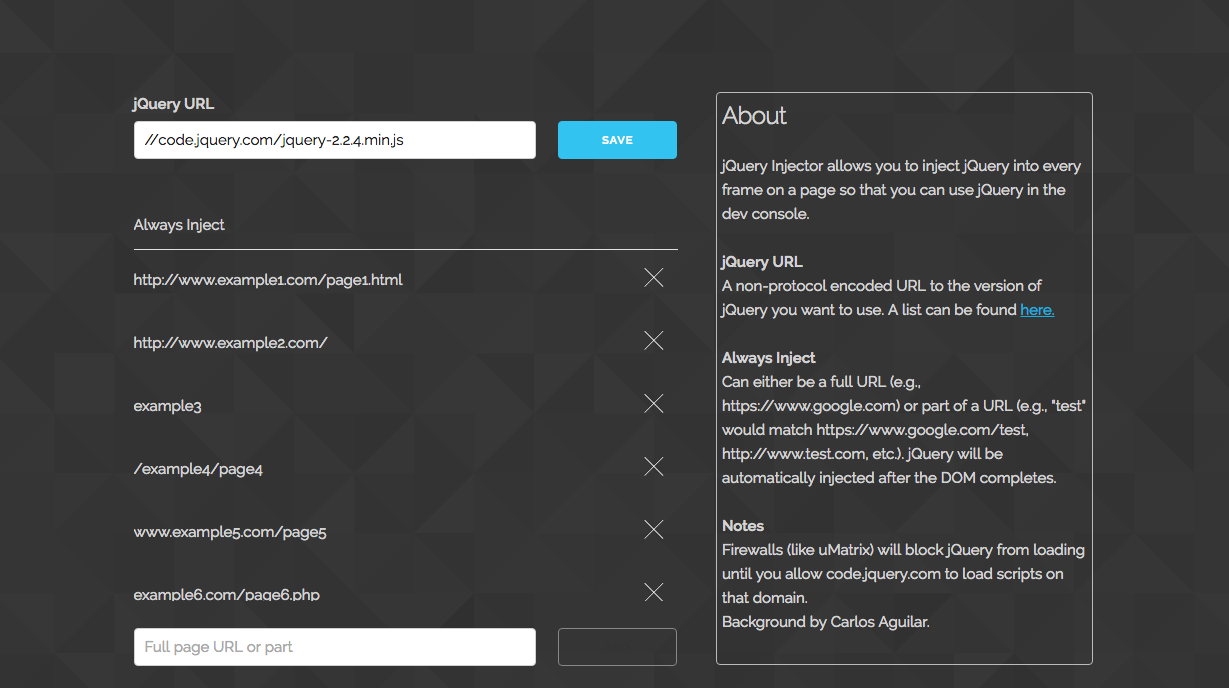 jQuery URL
//code.jquery.com/jquery-2.2.4.min.js
SAVE
Always Inject
http://www.example1.com/page1.html
http://www.example2.com/
example3
/example4/page4
www.example5.com/page5
example6.com/page6.php
Full page URL or part
About
jQuery Injector allows you to inject jQuery into every
frame on a page so that you can use jQuery in the
dev console.
jQuery URL
A non-protocol encoded URL to the version of
jQuery you want to use. A list can be found here.
Always Inject
Can either be a full URL (e.g.,
https://www.google.com) or part of a URL (e.g., "test"
would match https://www.google.com/test,
http://www.test.com, etc.). jQuery will be
automatically injected after the DOM completes.
Notes
Firewalls (like uMatrix) will block jQuery from loading
until you allow code.jquery.com to load scripts on
that domain.
Background by Carlos Aguilar.